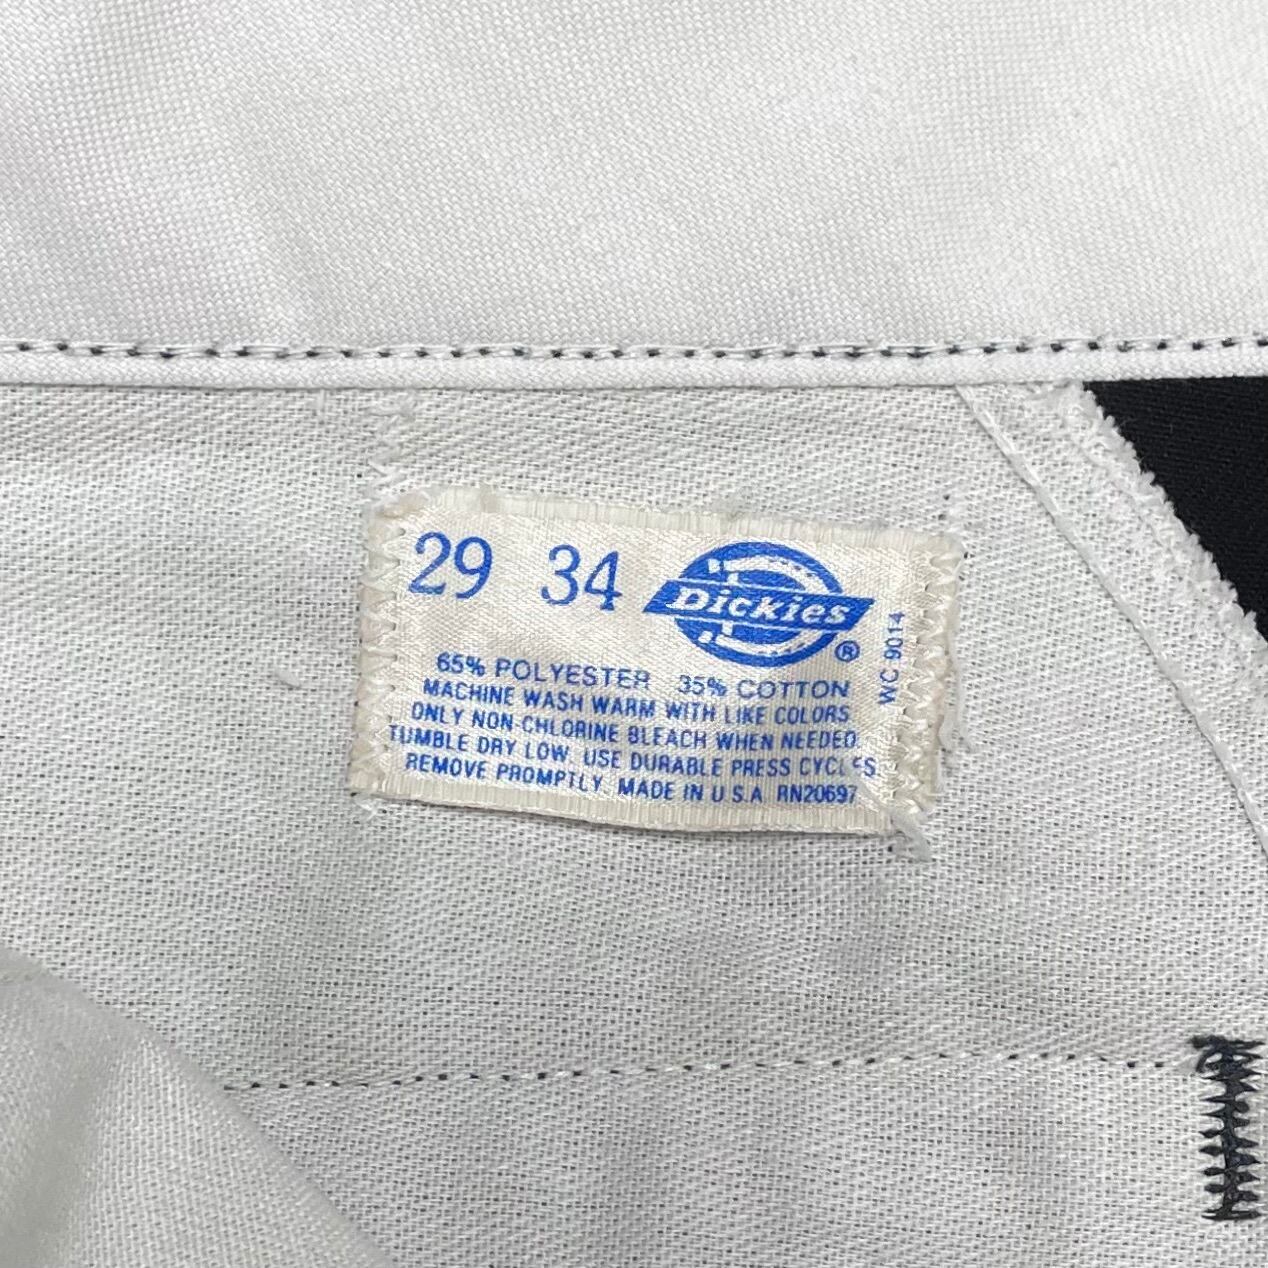 29 34
Dickies®
WC 9014
65% POLYESTER 35% COTTON
MACHINE WASH WARM WITH LIKE COLORS
ONLY NON CHLORINE BLEACH WHEN NEEDED.
TUMBLE DRY LOW. USE DURABLE PRESS CYCLES.
REMOVE PROMPTLY. MADE IN U.S.A. RN20697